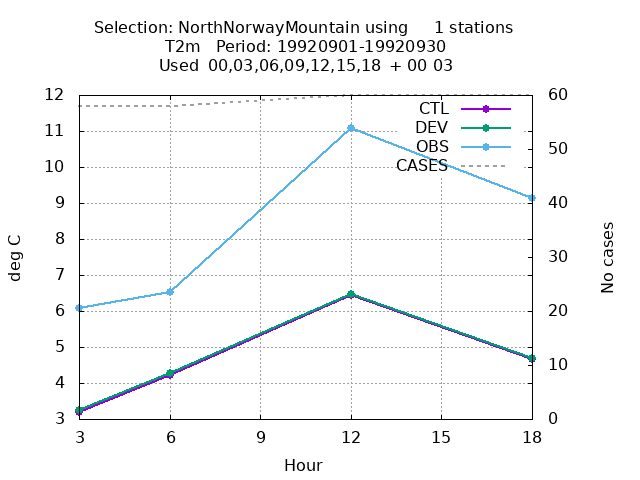 Selection: NorthNorwayMountain using     1 stations
T2m   Period: 19920901-19920930
Used  00,03,06,09,12,15,18  + 00 03
12
11
10
9
8
7
6
5
4
3
deg C
60
50
40
30
20
10
0
No cases
CTL
DEV
OBS
CASES
3
6
9
12
15
18
Hour